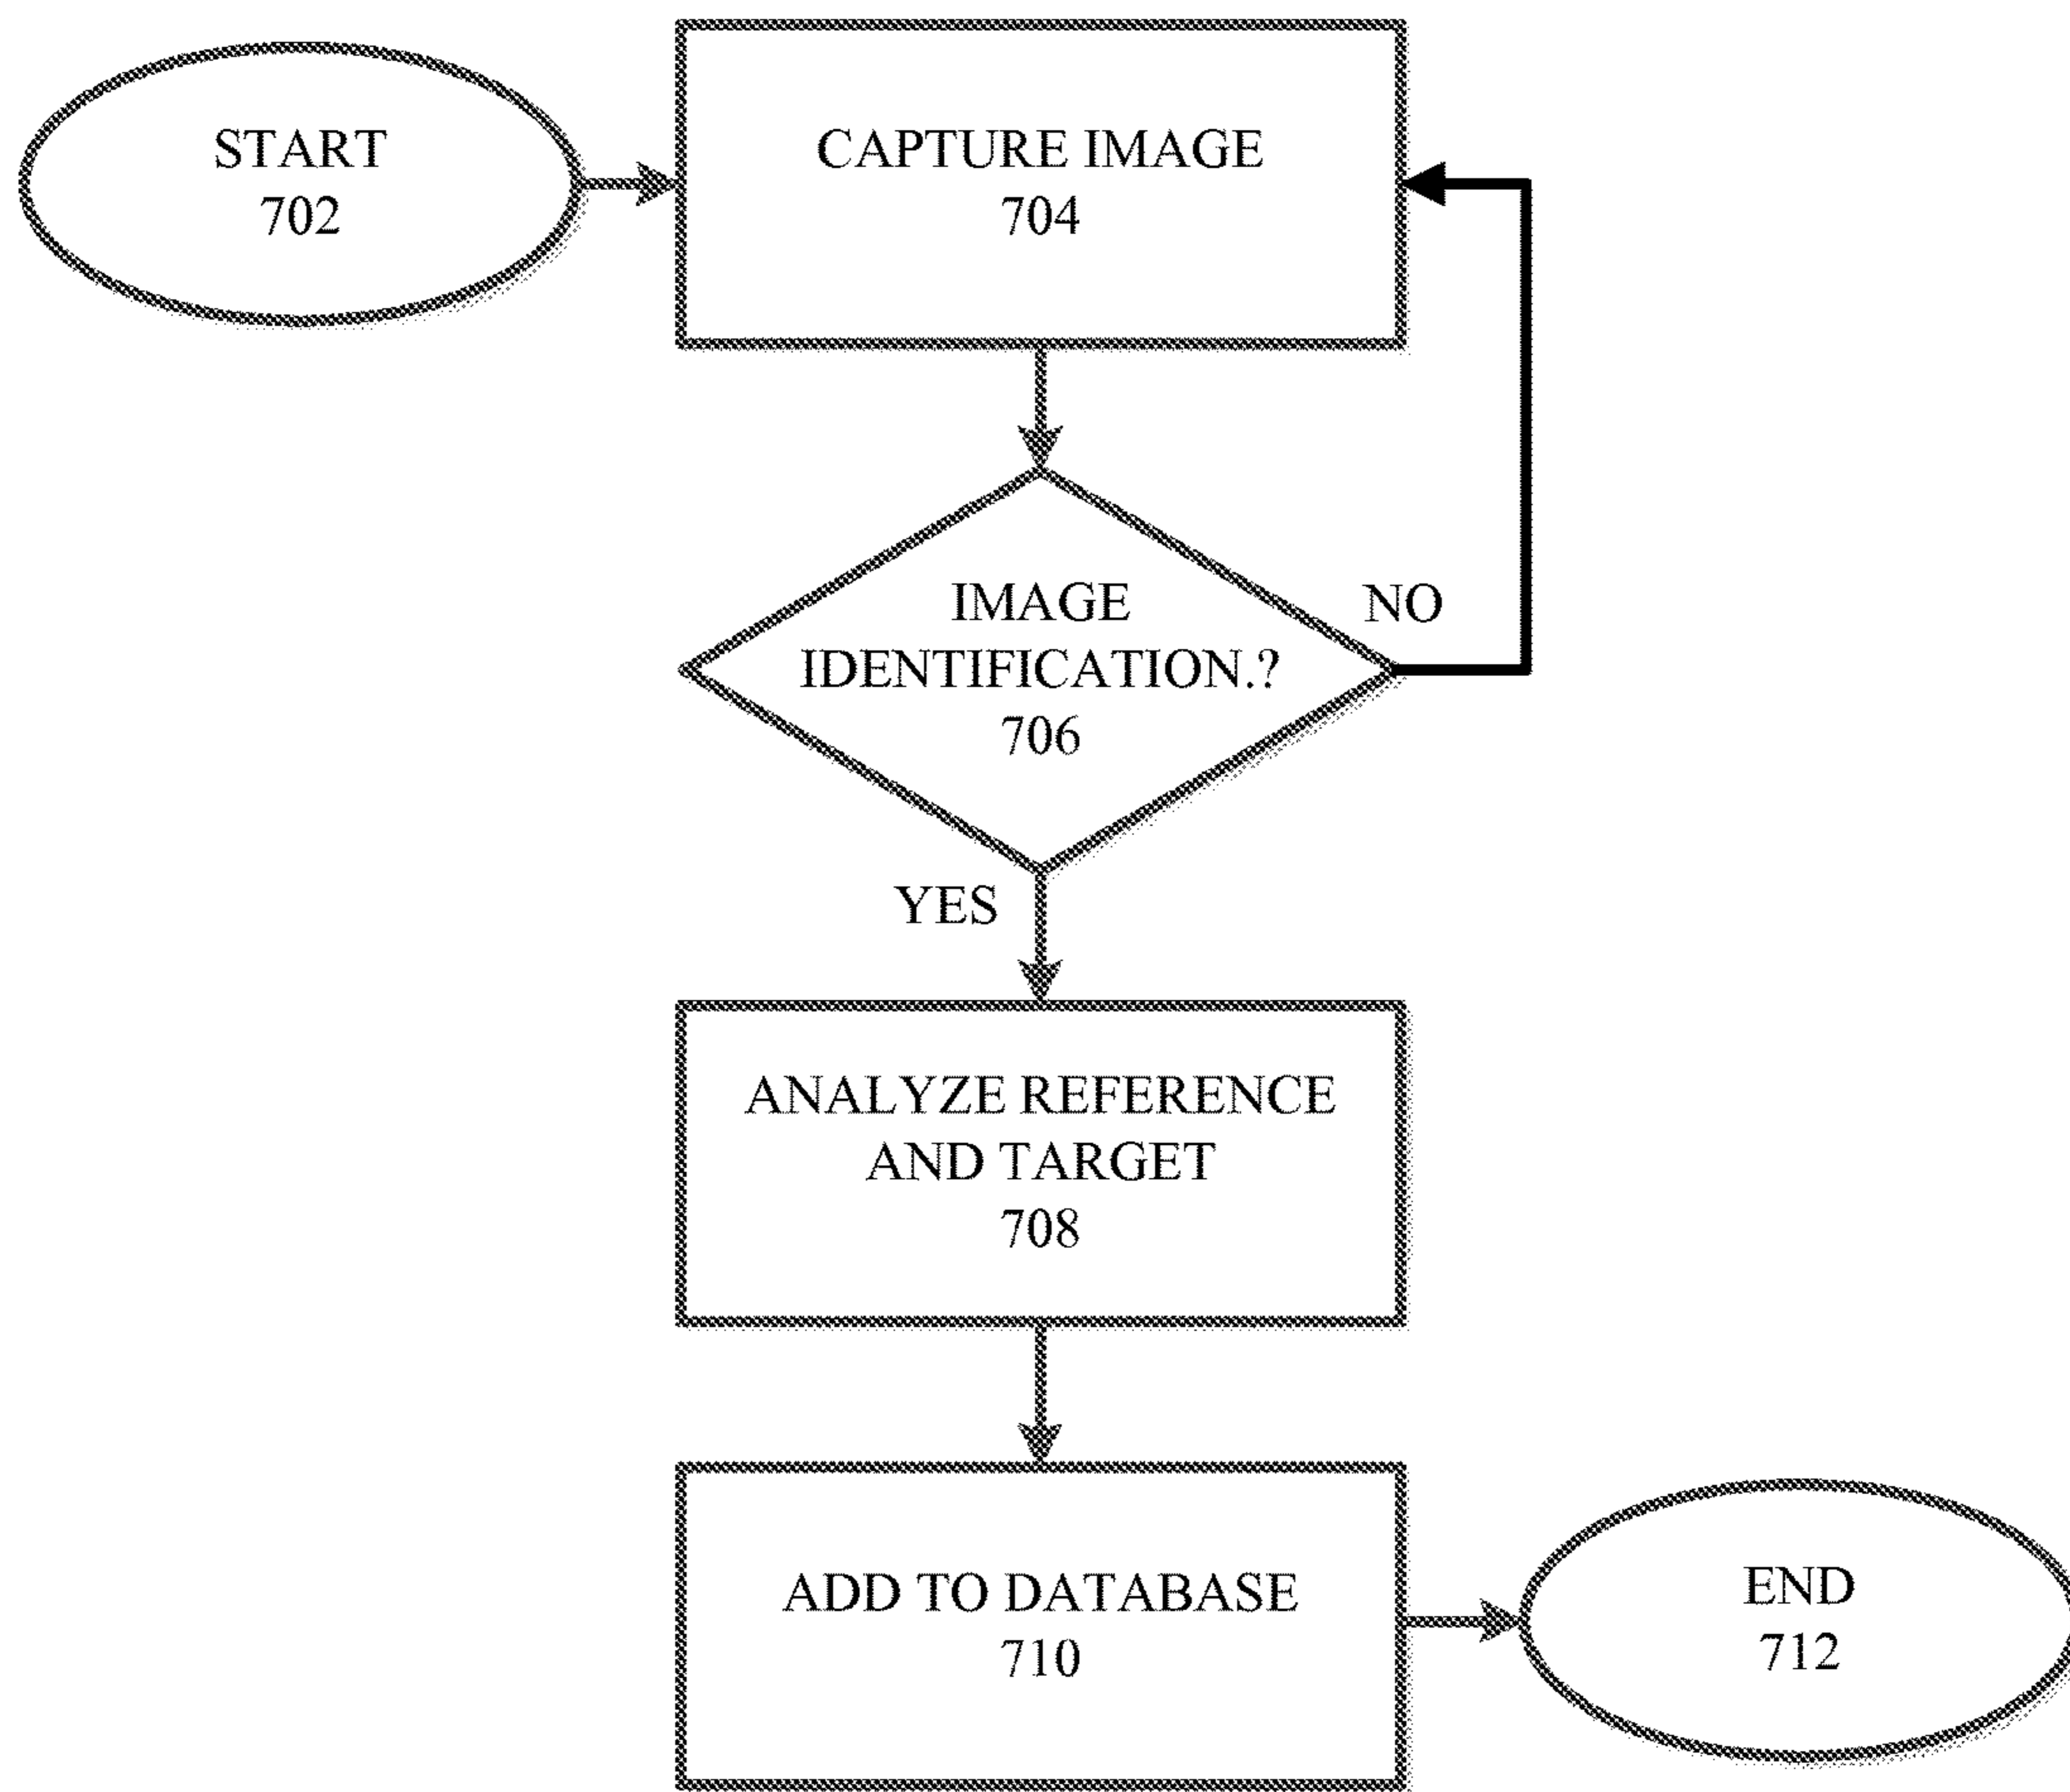 START
702
CAPTURE IMAGE
704
IMAGE
IDENTIFICATION.?
706
NO
YES
ANALYZE REFERENCE
AND TARGET
708
ADD TO DATABASE
710
END
712